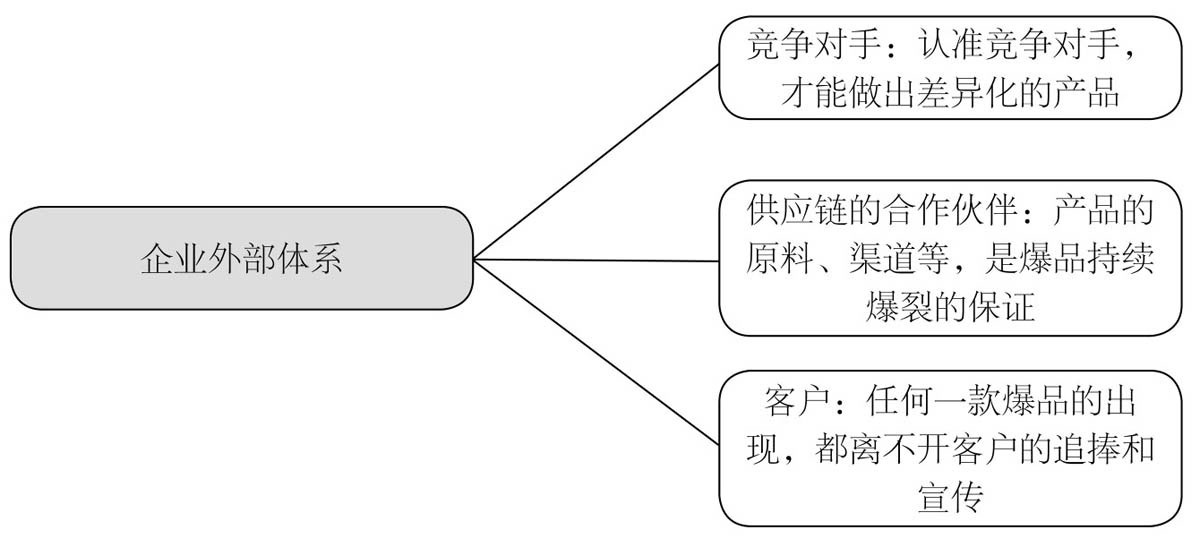 企业外部体系
竞争对手：认准竞争对手，
才能做出差异化的产品
供应链的合作伙伴：产品的
原料、渠道等，是爆品持续
爆裂的保证
客户：任何一款爆品的出
现，都离不开客户的追捧和
宣传